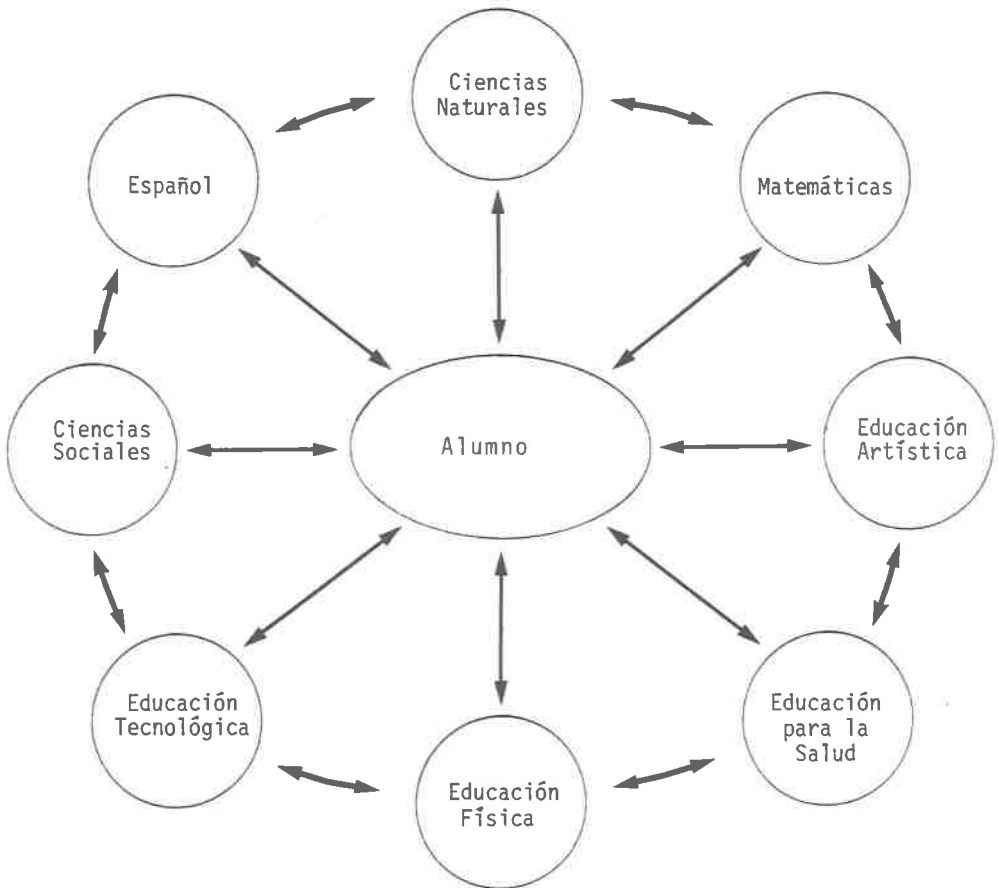 Ciencias
Naturales
Español
Matemáticas
Ciencias
Sociales
Alumno
Educación
Artística
Educación
Tecnológica
Educación
Física
Educación
para la
Salud